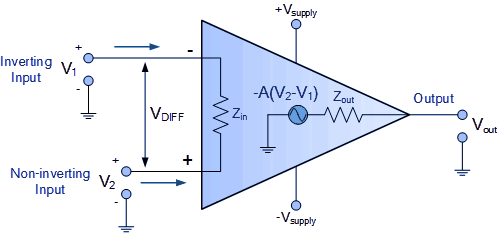 +Vsupply
Inverting
Input
+
V1
-
-
VDIFF
Zin
-A(V2-V1)
Zout
Output
Vout
Non-inverting
Input
+
V2
-
+
-Vsupply